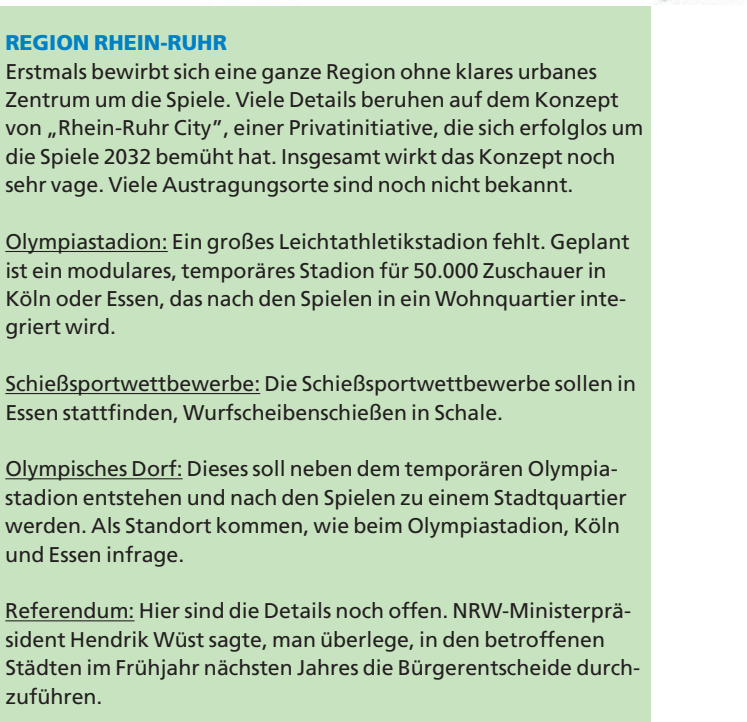 REGION RHEIN-RUHR
Erstmals bewirbt sich eine ganze Region ohne klares urbanes
Zentrum um die Spiele. Viele Details beruhen auf dem Konzept
von „Rhein-Ruhr City“, einer Privatinitiative, die sich erfolglos um
die Spiele 2032 bemüht hat. Insgesamt wirkt das Konzept noch
sehr vage. Viele Austragungsorte sind noch nicht bekannt.
Olympiastadion: Ein großes Leichtathletikstadion fehlt. Geplant
ist ein modulares, temporäres Stadion für 50.000 Zuschauer in
Köln oder Essen, das nach den Spielen in ein Wohnquartier inte-
griert wird.
Schießsportwettbewerbe: Die Schießsportwettbewerbe sollen in
Essen stattfinden, Wurfscheibenschießen in Schale.
Olympisches Dorf: Dieses soll neben dem temporären Olympia-
stadion entstehen und nach den Spielen zu einem Stadtquartier
werden. Als Standort kommen, wie beim Olympiastadion, Köln
und Essen infrage.
Referendum: Hier sind die Details noch offen. NRW-Ministerprä-
sident Hendrik Wüst sagte, man überlege, in den betroffenen
Städten im Frühjahr nächsten Jahres die Bürgerentscheide durch-
zuführen.